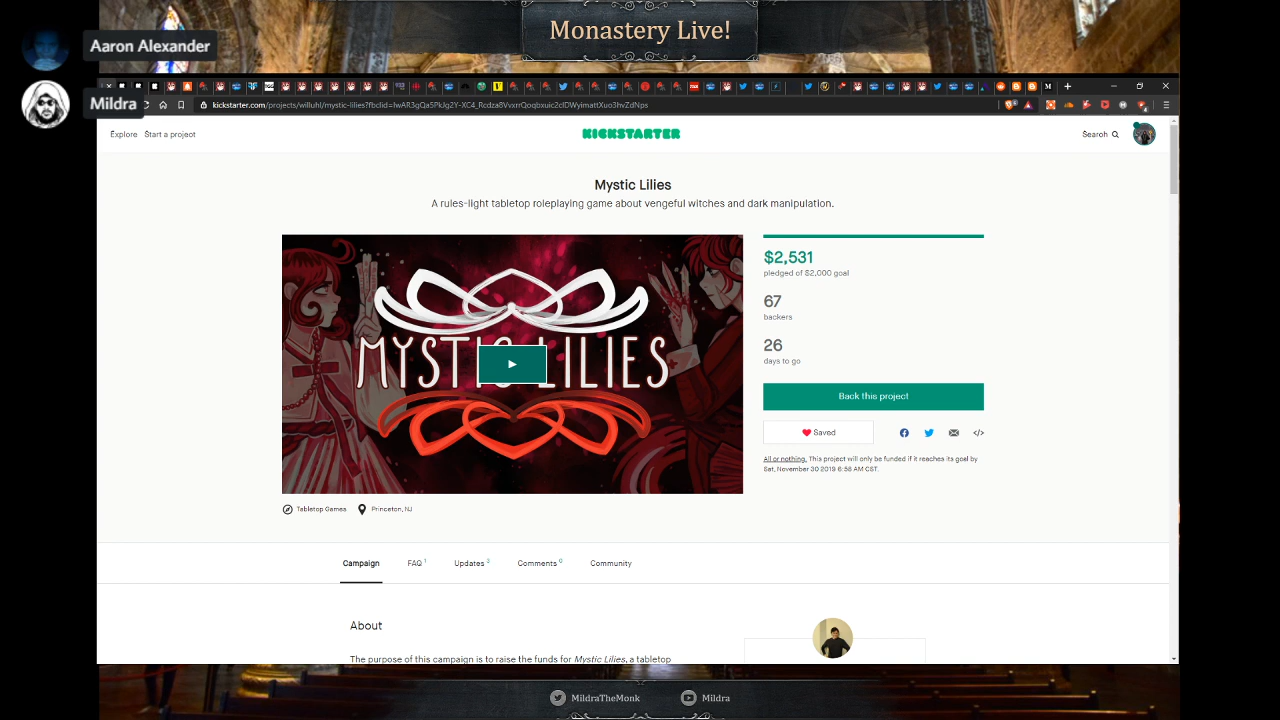 Monastery Live!
Aaron Alexander
Mildra
kickstarter.com/projects/willuhl/mystic-lilies?fbclid=
Explore Start a project
KICKSTARTER
Search
Mystic Lilies
A rules-light tabletop roleplaying game about vengeful witches and dark manipulation.
MYSTIC LILIES
$2,531
pledged of $2,000 goal
67
backers
26
days to go
Back this project
Saved
All or nothing. This project will only be funded if it reaches its goal by
Sat, November 30 2019 6:58 AM CST.
Tabletop Games Princeton, NJ
Campaign FAQ 1 Updates Comments 0 Community
About
The purpose of this campaign is to raise the funds for Mystic Lilies, a tabletop
MildraTheMonk Mildra